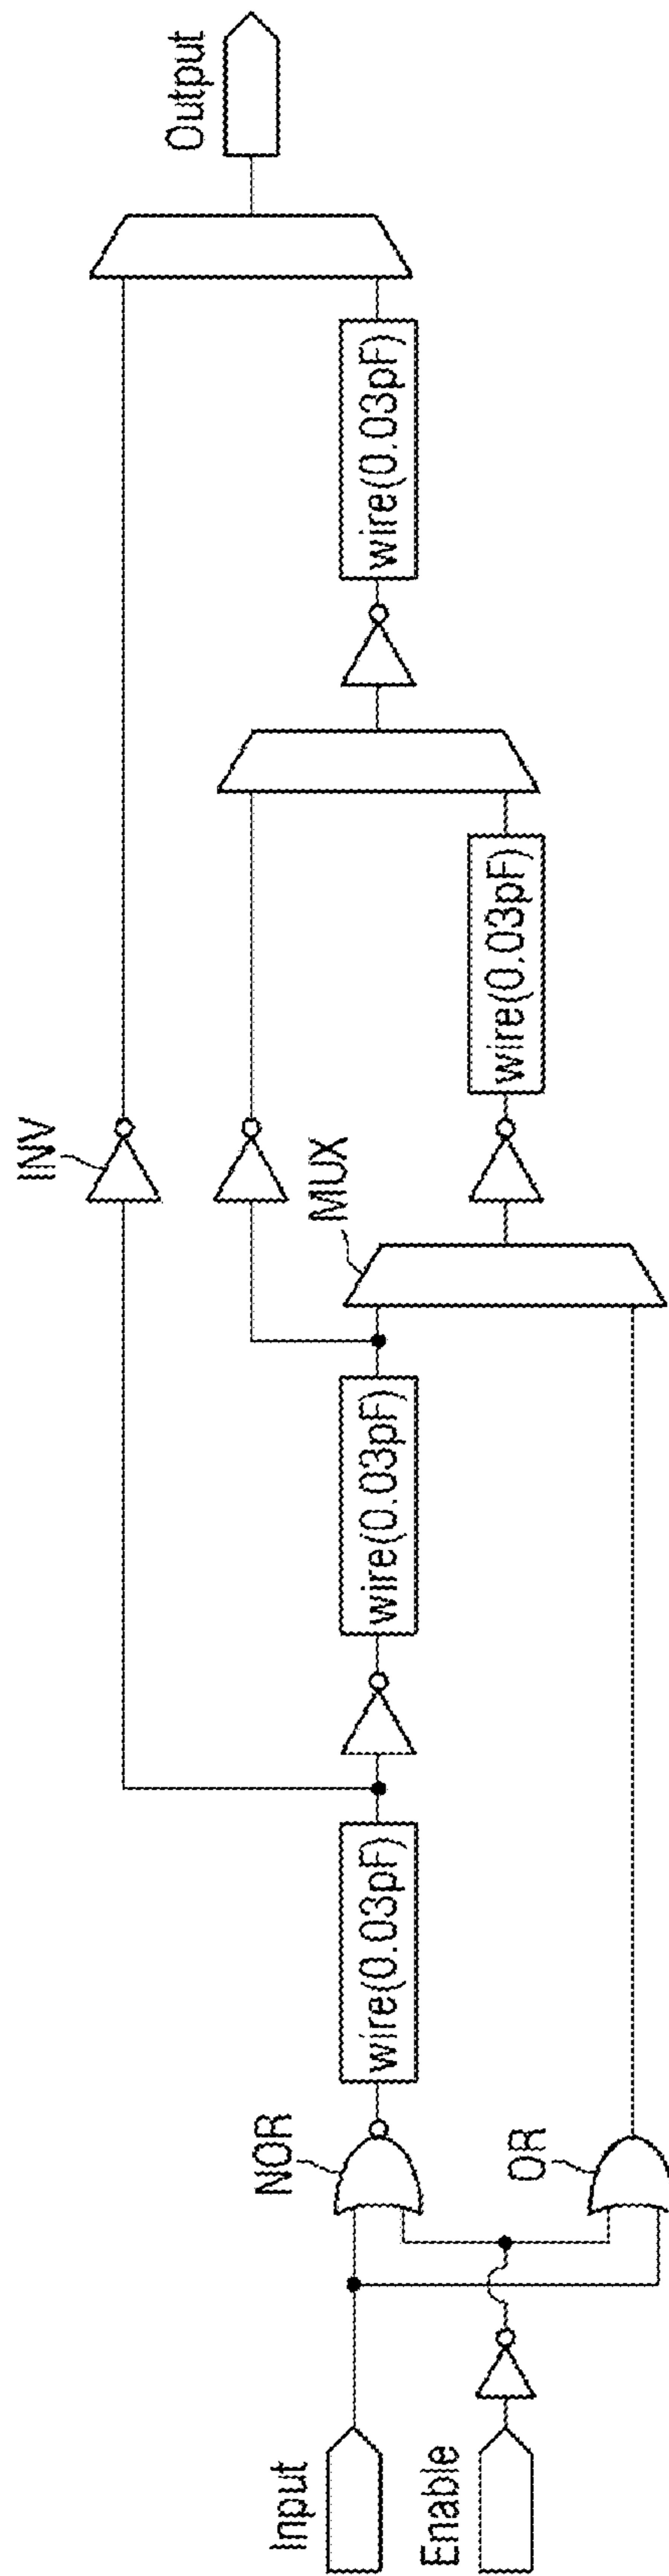 Input
Enable
NOR
OR
wire(0.03pF)
wire(0.03pF)
MUX
INV
wire(0.03pF)
wire(0.03pF)
Output